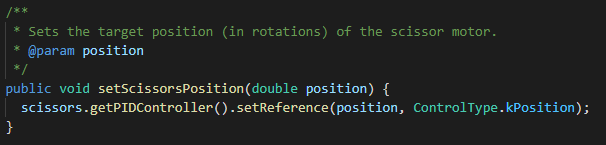 /**
 * Sets the target position (in rotations) of the scissor motor.
 * @param position
 */
public void setScissorsPosition(double position) {
  scissors.getPIDController().setReference(position, ControlType.kPosition);
}